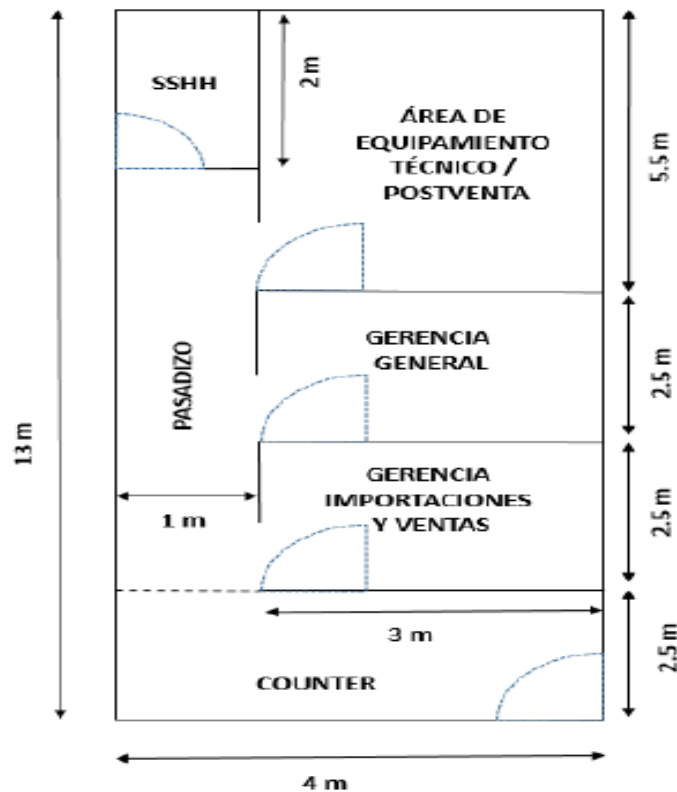 SSHH
2 m
ÁREA DE
EQUIPAMIENTO
TÉCNICO /
POSTVENTA
5.5 m
GERENCIA
GENERAL
2.5 m
PASADIZO
13 m
GERENCIA
IMPORTACIONES
Y VENTAS
1 m
2.5 m
3 m
2.5 m
COUNTER
4 m